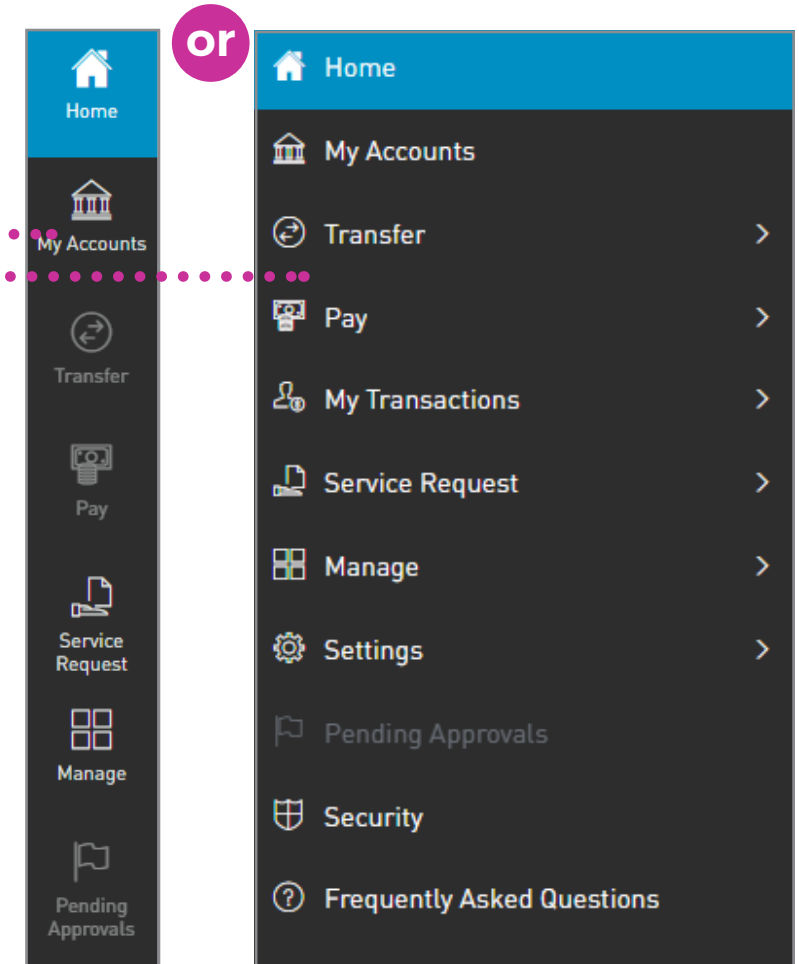 or
Home
My Accounts
Transfer
Pay
Service
Request
Manage
Pending
Approvals
Home
My Accounts
Transfer
Pay
My Transactions
Service Request
Manage
Settings
Pending Approvals
Security
Frequently Asked Questions